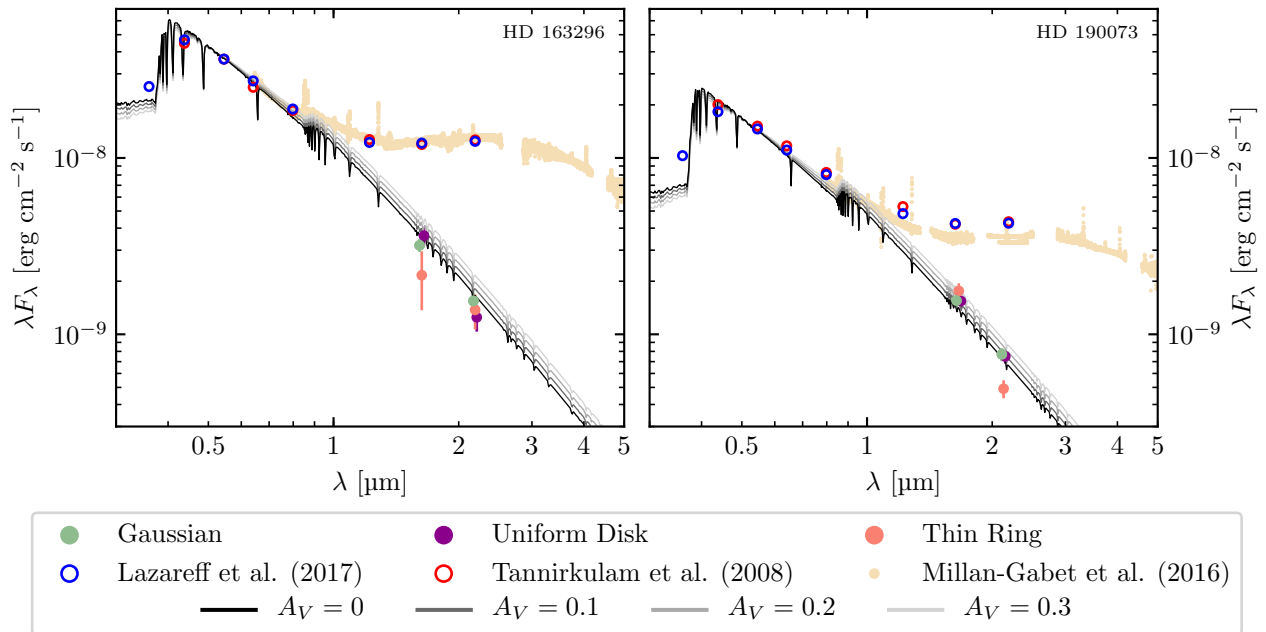 HD 163296
HD 190073
10⁻⁸
10⁻⁹
λF_λ [erg cm⁻² s⁻¹]
0.5 1 2 3 4 5
λ [µm]
0.5 1 2 3 4 5
λ [µm]
10⁻⁸
10⁻⁹
λF_λ [erg cm⁻² s⁻¹]
Gaussian Uniform Disk Thin Ring
Lazareff et al. (2017) Tannirkulam et al. (2008) Millan-Gabet et al. (2016)
A_V = 0 A_V = 0.1 A_V = 0.2 A_V = 0.3